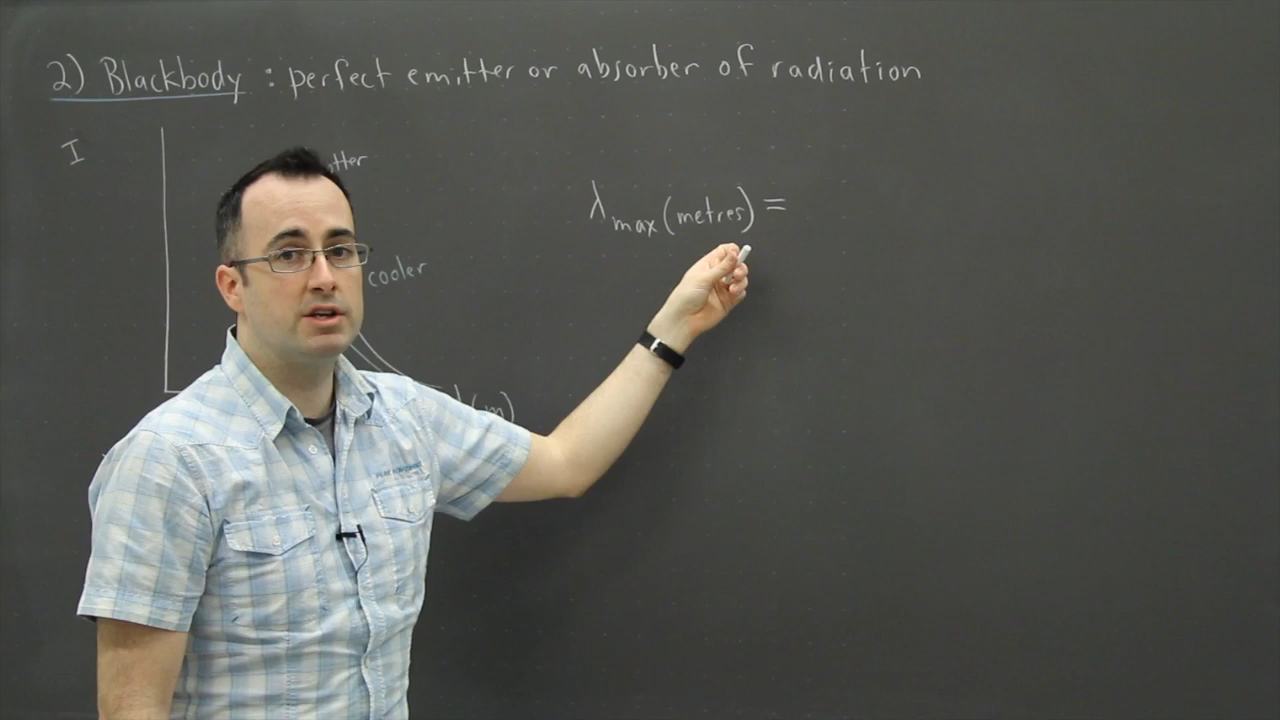 2) Blackbody : perfect emitter or absorber of radiation
I
λmax (metres) =
cooler
(m)